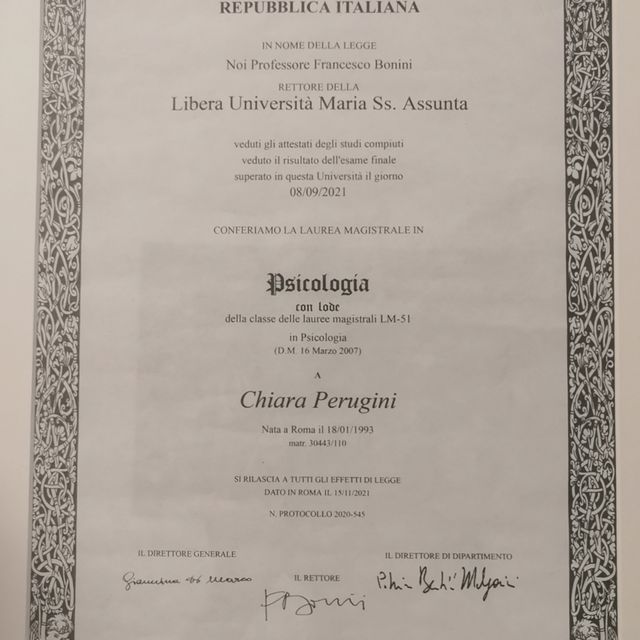 REPUBBLICA ITALIANA
IN NOME DELLA LEGGE
Noi Professore Francesco Bonini
RETTORE DELLA
Libera Università Maria Ss. Assunta
veduti gli attestati degli studi compiuti
veduto il risultato dell'esame finale
superato in questa Università il giorno
08/09/2021
CONFERIAMO LA LAUREA MAGISTRALE IN
Psicologia
con lode
della classe delle lauree magistrali LM-51
in Psicologia
(D.M. 16 Marzo 2007)
A
Chiara Perugini
Nata a Roma il 18/01/1993
matr. 30443/110
SI RILASCIA A TUTTI GLI EFFETTI DI LEGGE
DATO IN ROMA IL 15/11/2021
N. PROTOCOLLO 2020-545
IL DIRETTORE GENERALE
IL RETTORE
IL DIRETTORE DI DIPARTIMENTO